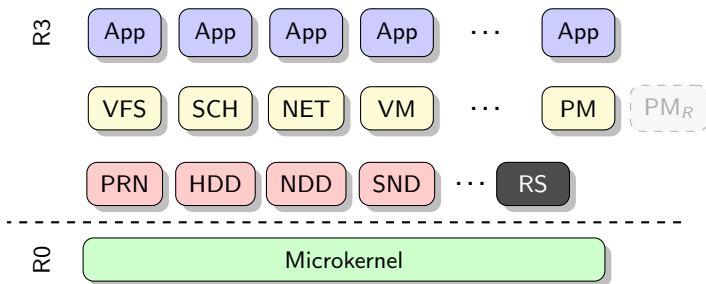 R3 App App App App ... App
VFS SCH NET VM ... PM PM_R
PRN HDD NDD SND ... RS
R0 Microkernel